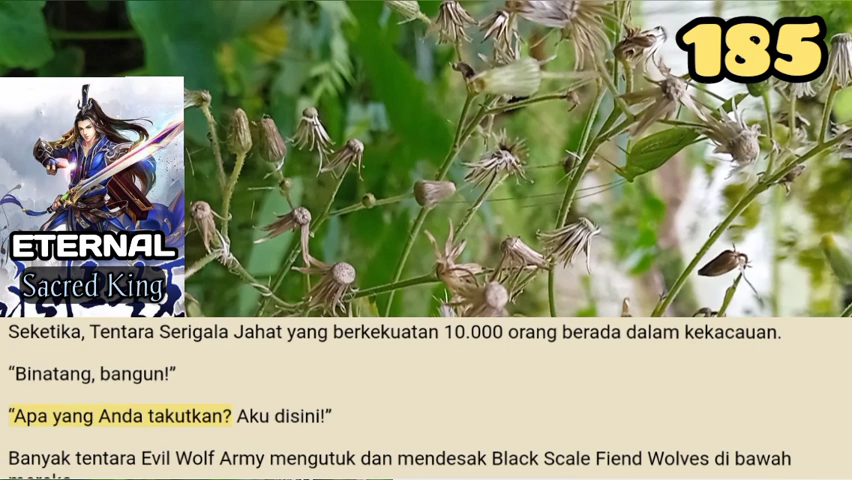 185
ETERNAL
Sacred King
Seketika, Tentara Serigala Jahat yang berkekuatan 10.000 orang berada dalam kekacauan.
“Binatang, bangun!”
“Apa yang Anda takutkan? Aku disini!”
Banyak tentara Evil Wolf Army mengutuk dan mendesak Black Scale Fiend Wolves di bawah